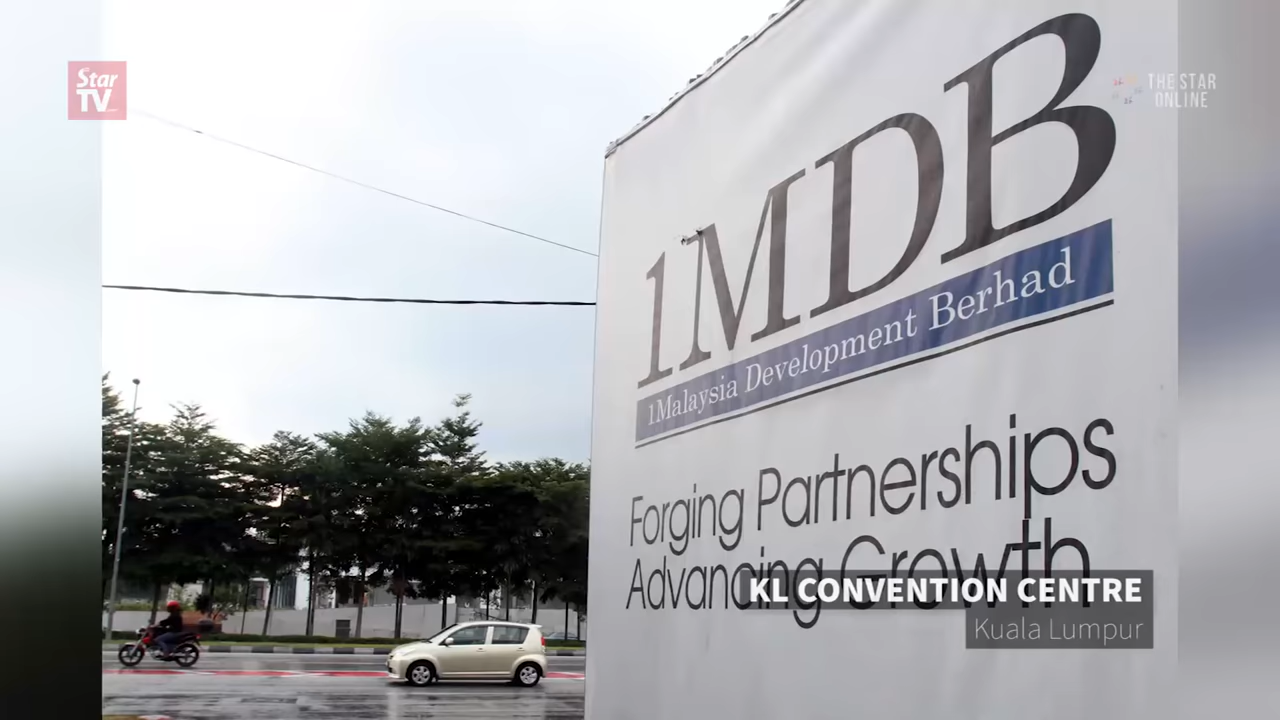 Star
TV
THE STAR
ONLINE
1MDB
1Malaysia Development Berhad
Forging Partnerships
Advancing Growth
KL CONVENTION CENTRE
Kuala Lumpur